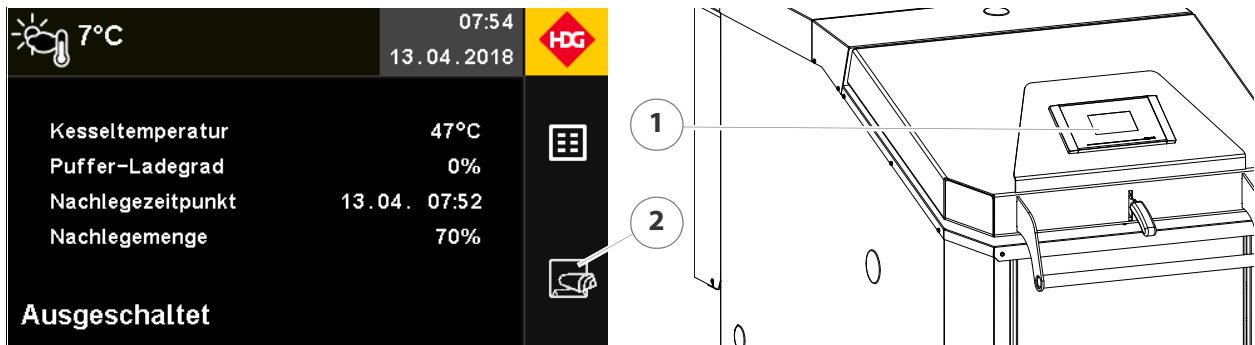 7°C
07:54
13.04.2018
HDG
Kesseltemperatur 47°C
Puffer-Ladegrad 0%
Nachlegezeitpunkt 13.04. 07:52
Nachlegemenge 70%
Ausgeschaltet
1
2